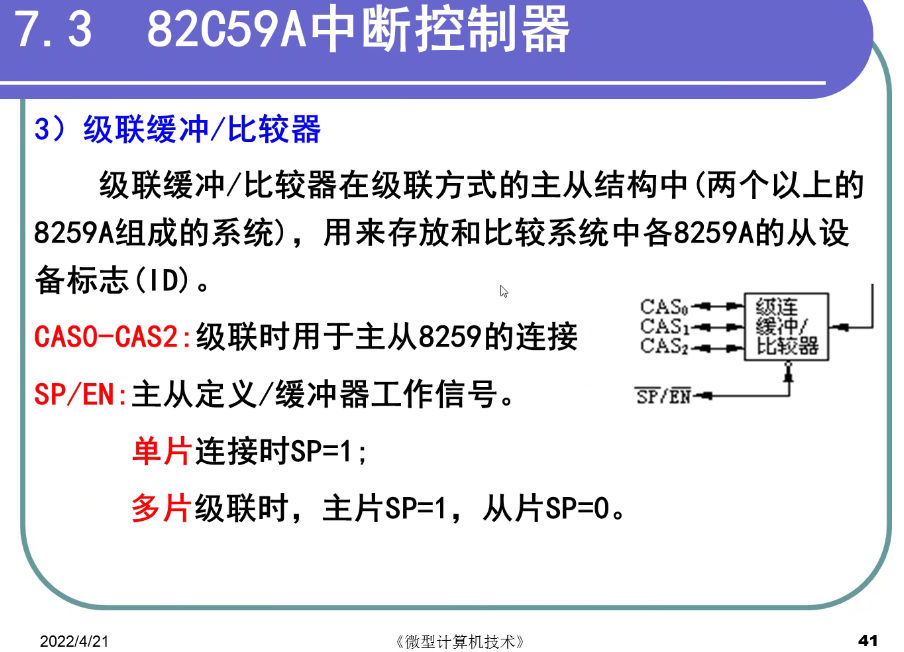 7.3 82C59A中断控制器
3）级联缓冲/比较器
级联缓冲/比较器在级联方式的主从结构中(两个以上的
8259A组成的系统)，用来存放和比较系统中各8259A的从设
备标志(ID)。
CAS0-CAS2:级联时用于主从8259的连接
SP/EN:主从定义/缓冲器工作信号。
单片连接时SP=1;
多片级联时，主片SP=1，从片SP=0。
CAS₀
CAS₁
CAS₂
级连
缓冲/
比较器
S̅P̅/E̅N̅
2022/4/21
《微型计算机技术》
41